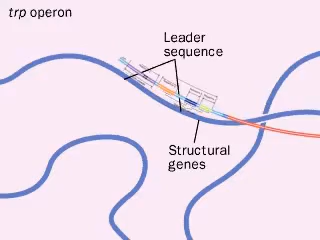 trp operon
Leader
sequence
Structural
genes